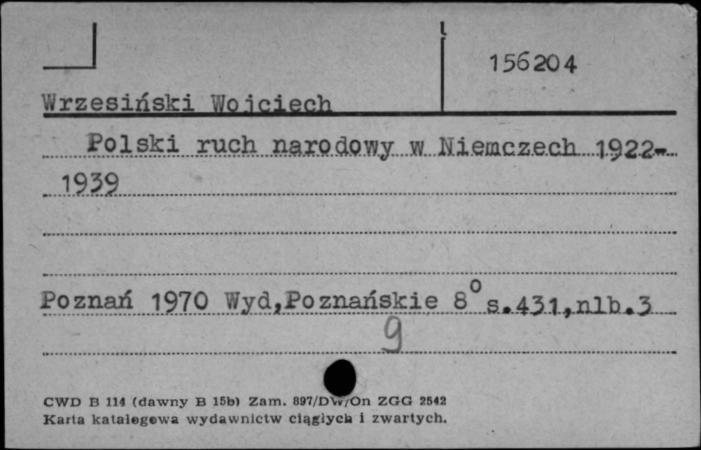 156204
Wrzesiński Wojciech
Polski ruch narodowy w Niemczech 1922-
1939
Poznań 1970 Wyd,Poznańskie 8° s.431,nlb.3
9
CWD B 114 (dawny B 15b) Zam. 897/DW/On ZGG 2542
Karta katalogowa wydawnictw ciągłych i zwartych.